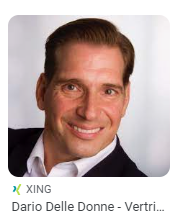 XING
Dario Delle Donne - Vertri...